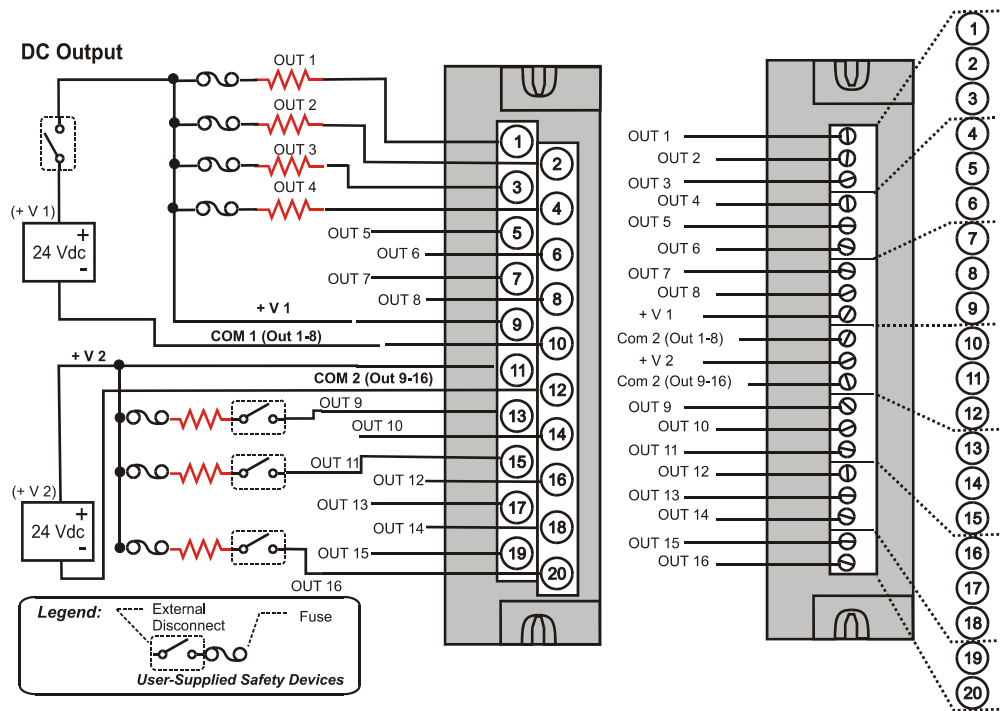 DC Output
OUT 1
OUT 2
OUT 3
OUT 4
OUT 5
OUT 6
OUT 7
OUT 8
(+ V 1)
+
24 Vdc
-
+ V 1
COM 1 (Out 1-8)
+ V 2
COM 2 (Out 9-16)
OUT 9
OUT 10
OUT 11
OUT 12
OUT 13
OUT 14
OUT 15
OUT 16
(+ V 2)
+
24 Vdc
-
1
2
3
4
5
6
7
8
9
10
11
12
13
14
15
16
17
18
19
20
Legend:
External
Disconnect
Fuse
User-Supplied Safety Devices
OUT 1
OUT 2
OUT 3
OUT 4
OUT 5
OUT 6
OUT 7
OUT 8
+ V 1
Com 2 (Out 1-8)
+ V 2
Com 2 (Out 9-16)
OUT 9
OUT 10
OUT 11
OUT 12
OUT 13
OUT 14
OUT 15
OUT 16
1
2
3
4
5
6
7
8
9
10
11
12
13
14
15
16
17
18
19
20